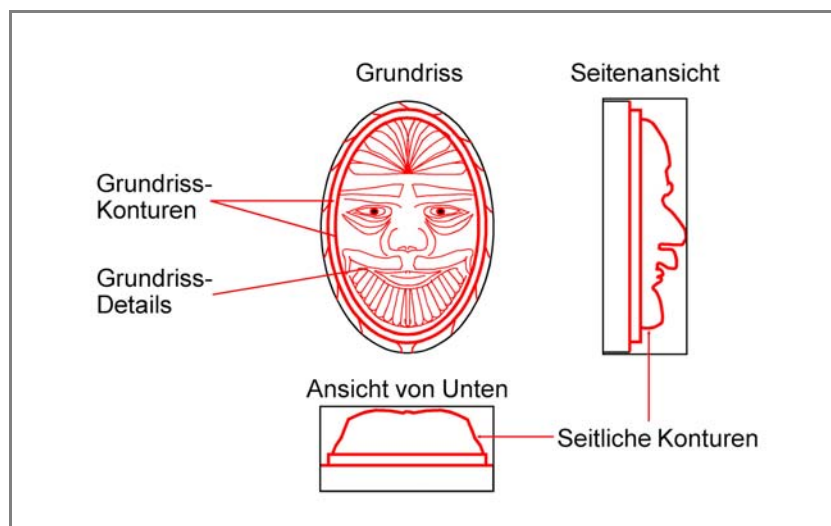 Grundriss
Seitenansicht
Grundriss-
Konturen
Grundriss-
Details
Ansicht von Unten
Seitliche Konturen